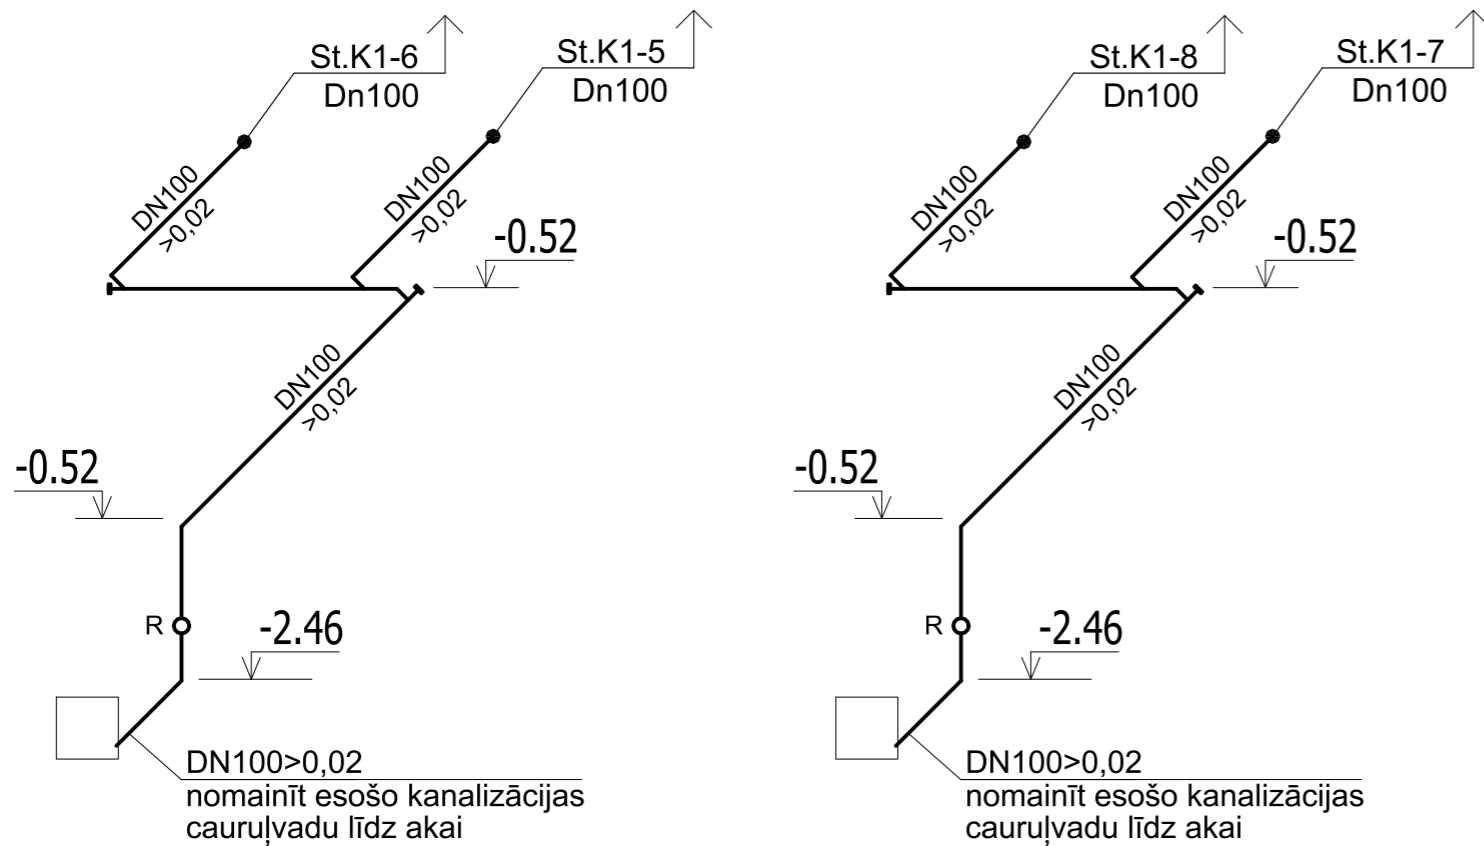 St.K1-6
Dn100
St.K1-5
Dn100
DN100
>0,02
DN100
>0,02
-0.52
DN100
>0,02
-0.52
R
-2.46
DN100>0,02
nomainīt esošo kanalizācijas
cauruļvadu līdz akai
St.K1-8
Dn100
St.K1-7
Dn100
DN100
>0,02
DN100
>0,02
-0.52
DN100
>0,02
-0.52
R
-2.46
DN100>0,02
nomainīt esošo kanalizācijas
cauruļvadu līdz akai